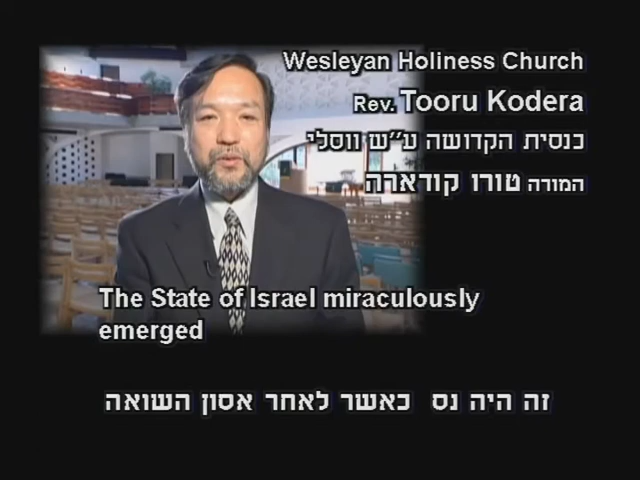 Wesleyan Holiness Church
Rev. Tooru Kodera
כנסית הקדושה ע״ש ווסלי
המורה טורו קודארה
The State of Israel miraculously
emerged
זה היה נס כאשר לאחר אסון השואה